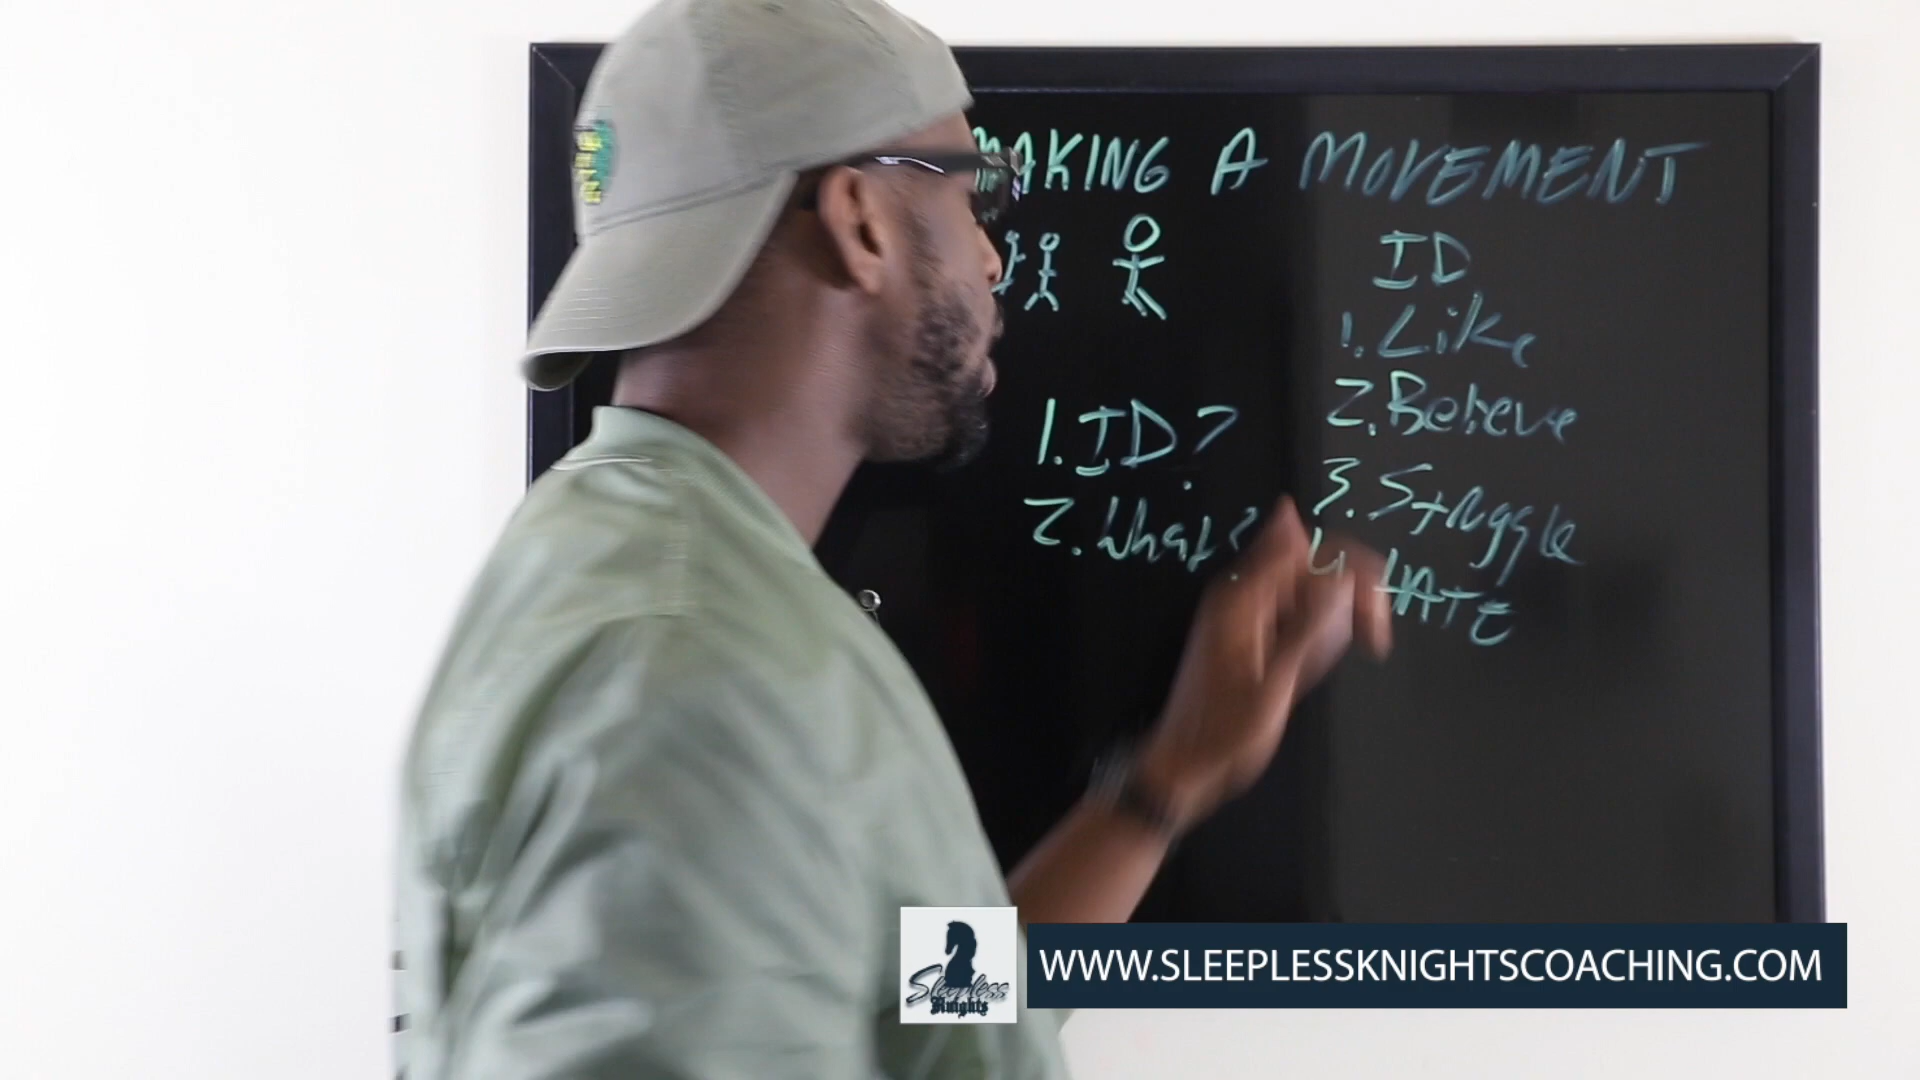 MAKING A MOVEMENT
1. ID?
2. What?
ID
1. Like
2. Believe
3. Struggle
4. HATE
Sleepless
Knights
WWW.SLEEPLESSKNIGHTSCOACHING.COM